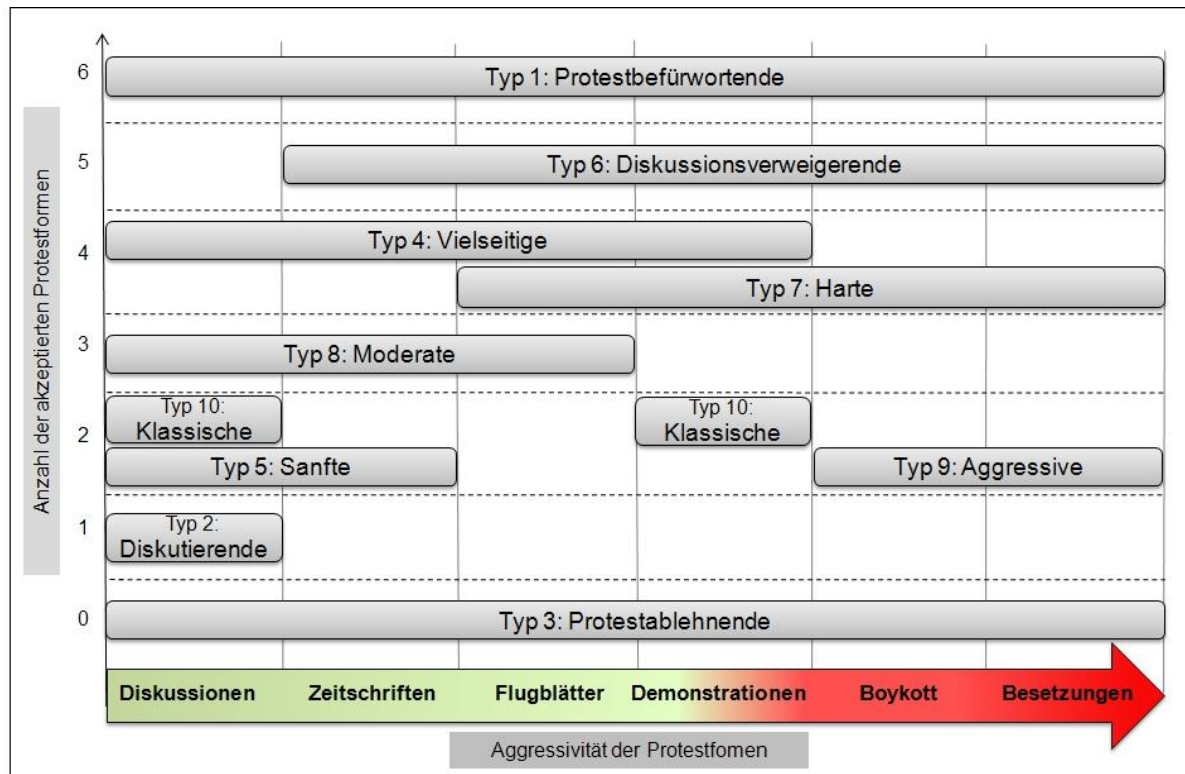 Anzahl der akzeptierten Protestformen
6
Typ 1: Protestbefürwortende
5
Typ 6: Diskussionsverweigerende
4
Typ 4: Vielseitige
Typ 7: Harte
3
Typ 8: Moderate
2
Typ 10:
Klassische
Typ 10:
Klassische
Typ 5: Sanfte
Typ 9: Aggressive
1
Typ 2:
Diskutierende
0
Typ 3: Protestablehnende
Diskussionen Zeitschriften Flugblätter Demonstrationen Boykott Besetzungen
Aggressivität der Protestfomen